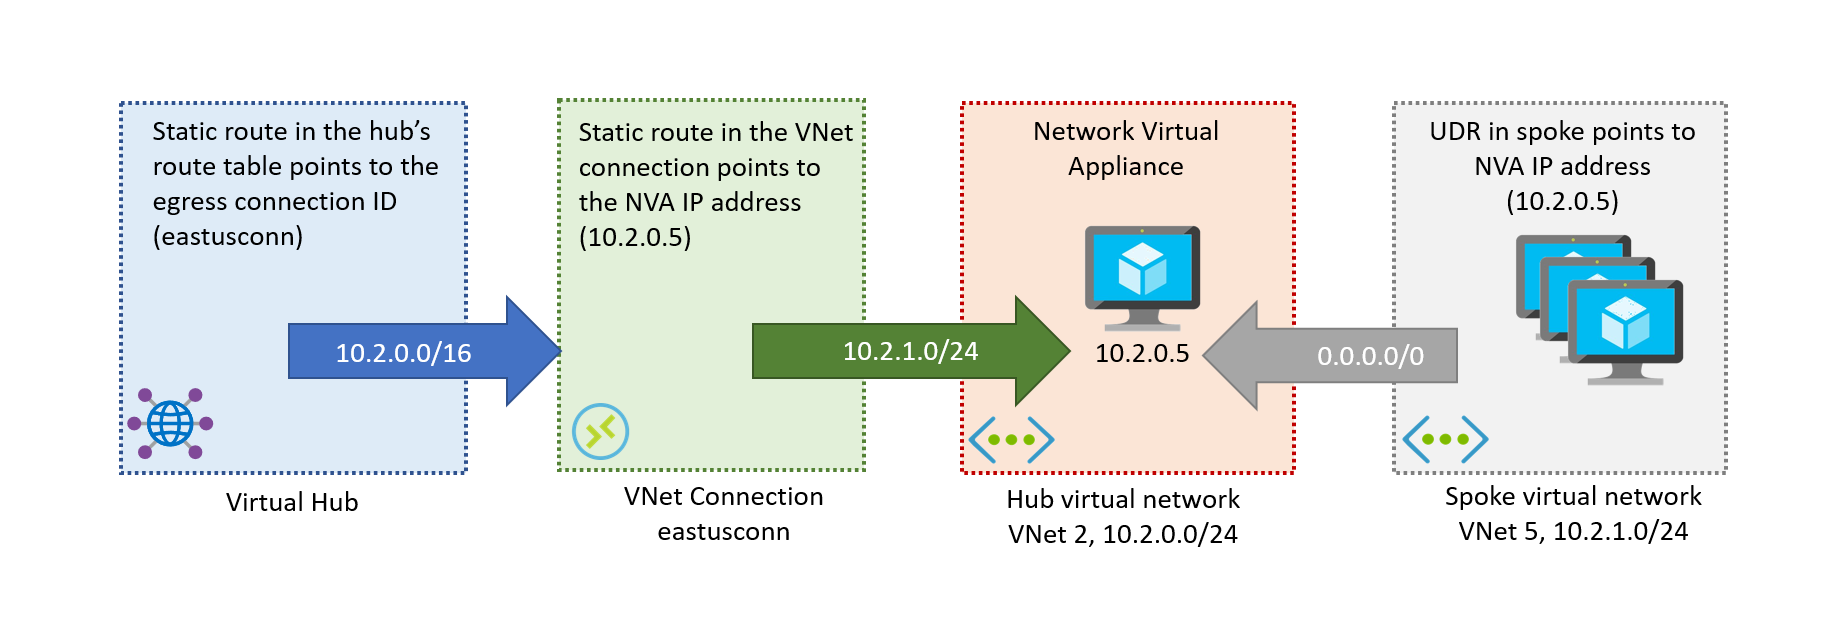 Static route in the hub's
route table points to the
egress connection ID
(eastusconn)
10.2.0.0/16
Virtual Hub
Static route in the VNet
connection points to
the NVA IP address
(10.2.0.5)
10.2.1.0/24
VNet Connection
eastusconn
Network Virtual
Appliance
10.2.0.5
Hub virtual network
VNet 2, 10.2.0.0/24
UDR in spoke points to
NVA IP address
(10.2.0.5)
0.0.0.0/0
Spoke virtual network
VNet 5, 10.2.1.0/24